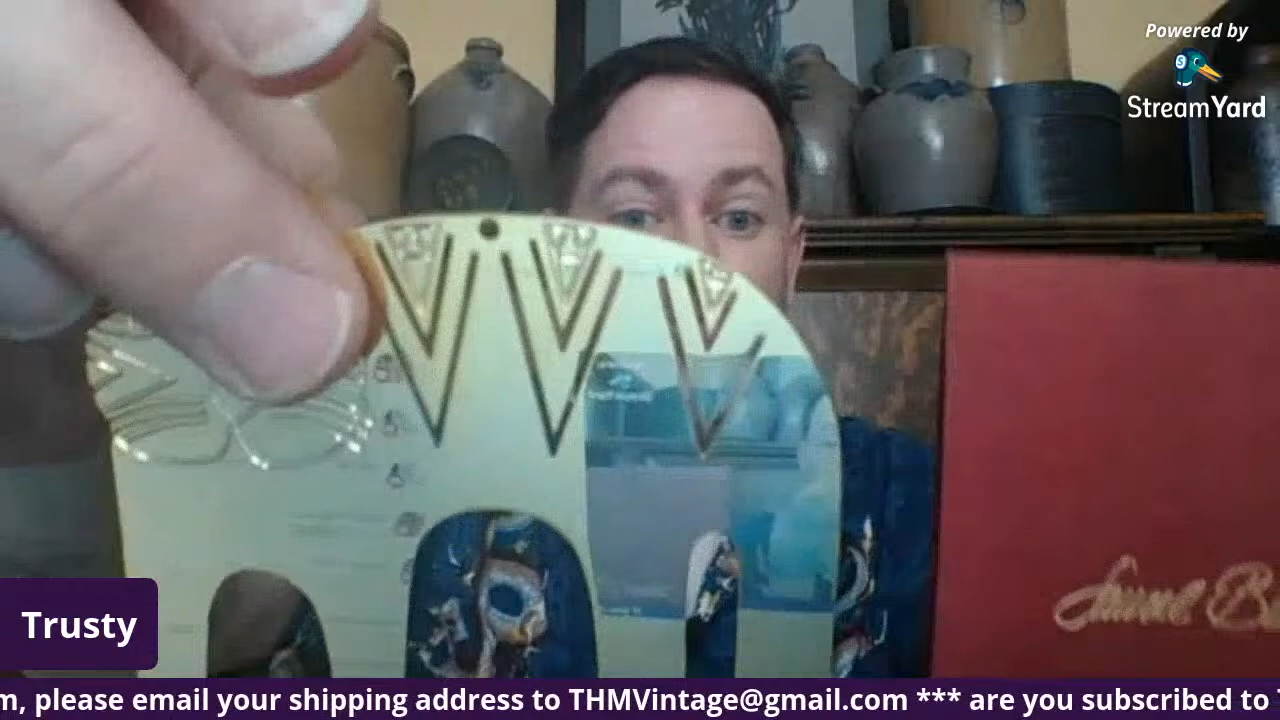 Powered by
StreamYard
Trusty
m, please email your shipping address to THMVintage@gmail.com *** are you subscribed to